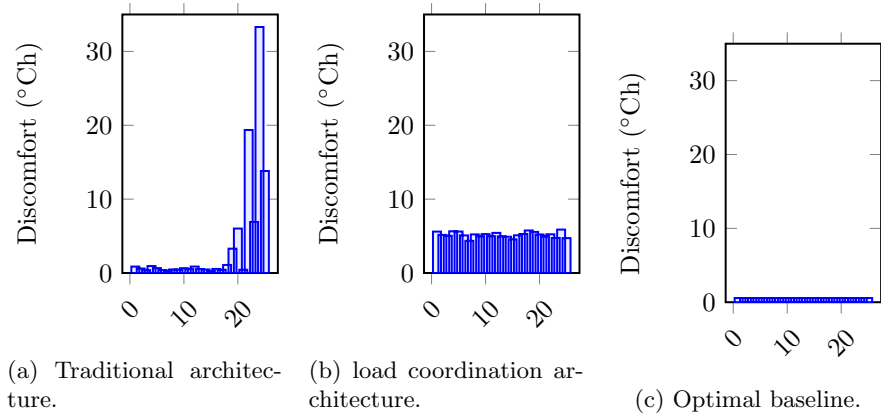 0
10
20
0
10
20
30
Discomfort (°Ch)
(a) Traditional architec-
ture.
0
10
20
0
10
20
30
Discomfort (°Ch)
(b) load coordination ar-
chitecture.
0
10
20
0
10
20
30
Discomfort (°Ch)
(c) Optimal baseline.